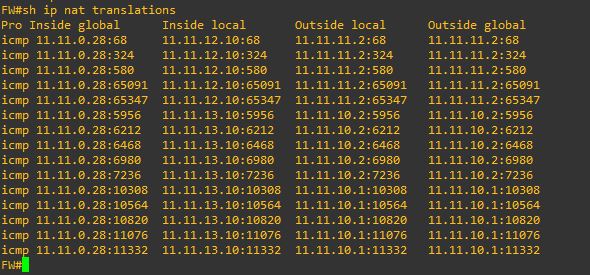 FW#sh ip nat translations
Pro Inside global Inside local Outside local Outside global
icmp 11.11.0.28:68 11.11.12.10:68 11.11.11.2:68 11.11.11.2:68
icmp 11.11.0.28:324 11.11.12.10:324 11.11.11.2:324 11.11.11.2:324
icmp 11.11.0.28:580 11.11.12.10:580 11.11.11.2:580 11.11.11.2:580
icmp 11.11.0.28:65091 11.11.12.10:65091 11.11.11.2:65091 11.11.11.2:65091
icmp 11.11.0.28:65347 11.11.12.10:65347 11.11.11.2:65347 11.11.11.2:65347
icmp 11.11.0.28:5956 11.11.13.10:5956 11.11.10.2:5956 11.11.10.2:5956
icmp 11.11.0.28:6212 11.11.13.10:6212 11.11.10.2:6212 11.11.10.2:6212
icmp 11.11.0.28:6468 11.11.13.10:6468 11.11.10.2:6468 11.11.10.2:6468
icmp 11.11.0.28:6980 11.11.13.10:6980 11.11.10.2:6980 11.11.10.2:6980
icmp 11.11.0.28:7236 11.11.13.10:7236 11.11.10.2:7236 11.11.10.2:7236
icmp 11.11.0.28:10308 11.11.13.10:10308 11.11.10.1:10308 11.11.10.1:10308
icmp 11.11.0.28:10564 11.11.13.10:10564 11.11.10.1:10564 11.11.10.1:10564
icmp 11.11.0.28:10820 11.11.13.10:10820 11.11.10.1:10820 11.11.10.1:10820
icmp 11.11.0.28:11076 11.11.13.10:11076 11.11.10.1:11076 11.11.10.1:11076
icmp 11.11.0.28:11332 11.11.13.10:11332 11.11.10.1:11332 11.11.10.1:11332
FW#